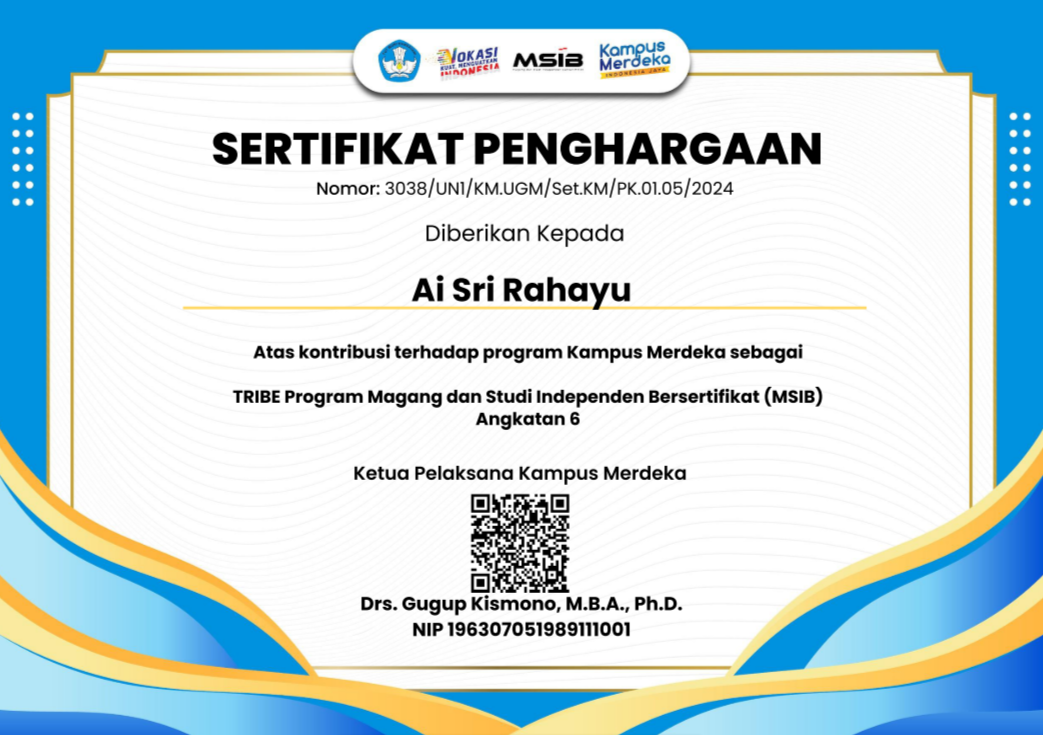 VOKASI
KUAT, MENGUATKAN
INDONESIA
MSIB
Kampus
Merdeka
INDONESIA JAYA
SERTIFIKAT PENGHARGAAN
Nomor: 3038/UN1/KM.UGM/Set.KM/PK.01.05/2024
Diberikan Kepada
Ai Sri Rahayu
Atas kontribusi terhadap program Kampus Merdeka sebagai
TRIBE Program Magang dan Studi Independen Bersertifikat (MSIB)
Angkatan 6
Ketua Pelaksana Kampus Merdeka
Drs. Gugup Kismono, M.B.A., Ph.D.
NIP 196307051989111001